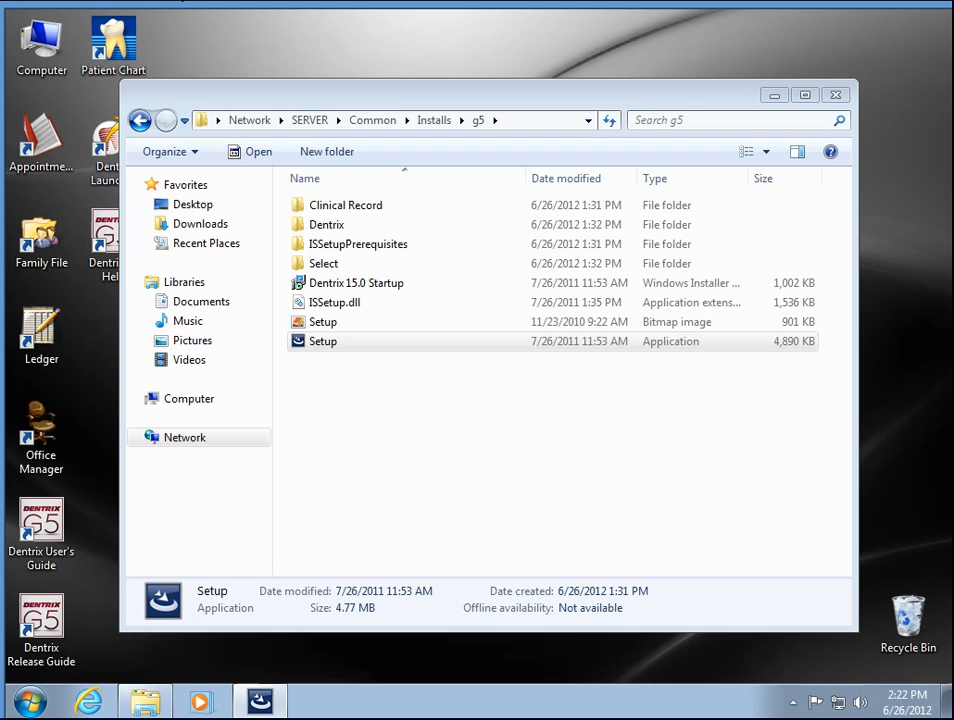 Computer
Patient Chart
Appointme...
Dent
Laun
Family File
DENTRIX
Dentri
Hel
Ledger
Office
Manager
DENTRIX
G5
Dentrix User's
Guide
DENTRIX
G5
Dentrix
Release Guide
Network
SERVER
Common
Installs
g5
Search g5
Organize
Open
New folder
Favorites
Desktop
Downloads
Recent Places
Libraries
Documents
Music
Pictures
Videos
Computer
Network
Name Date modified Type Size
Clinical Record 6/26/2012 1:31 PM File folder
Dentrix 6/26/2012 1:32 PM File folder
ISSetupPrerequisites 6/26/2012 1:31 PM File folder
Select 6/26/2012 1:32 PM File folder
Dentrix 15.0 Startup 7/26/2011 11:53 AM Windows Installer ... 1,002 KB
ISSetup.dll 7/26/2011 1:35 PM Application extens... 1,536 KB
Setup 11/23/2010 9:22 AM Bitmap image 901 KB
Setup 7/26/2011 11:53 AM Application 4,890 KB
Setup Date modified: 7/26/2011 11:53 AM Date created: 6/26/2012 1:31 PM
Application Size: 4.77 MB Offline availability: Not available
Recycle Bin
2:22 PM
6/26/2012